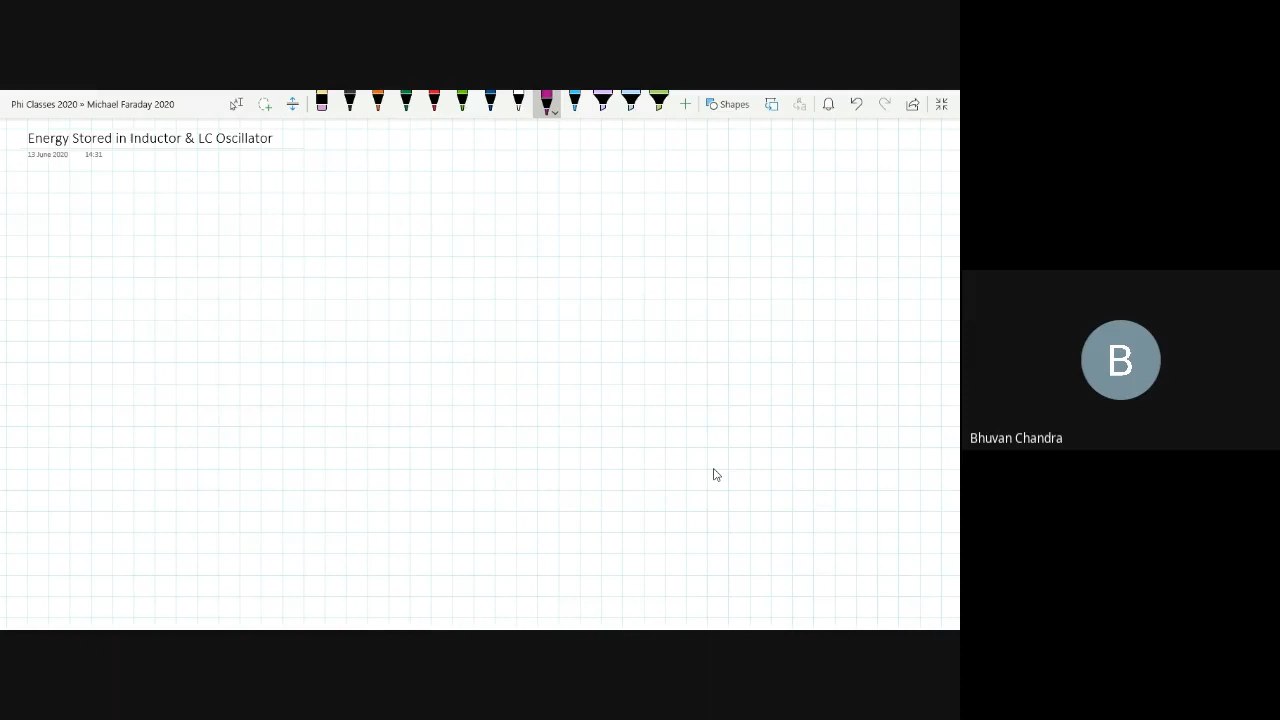 Phi Classes 2020 » Michael Faraday 2020
Shapes
Energy Stored in Inductor & LC Oscillator
13 June 2020 14:31
B
Bhuvan Chandra